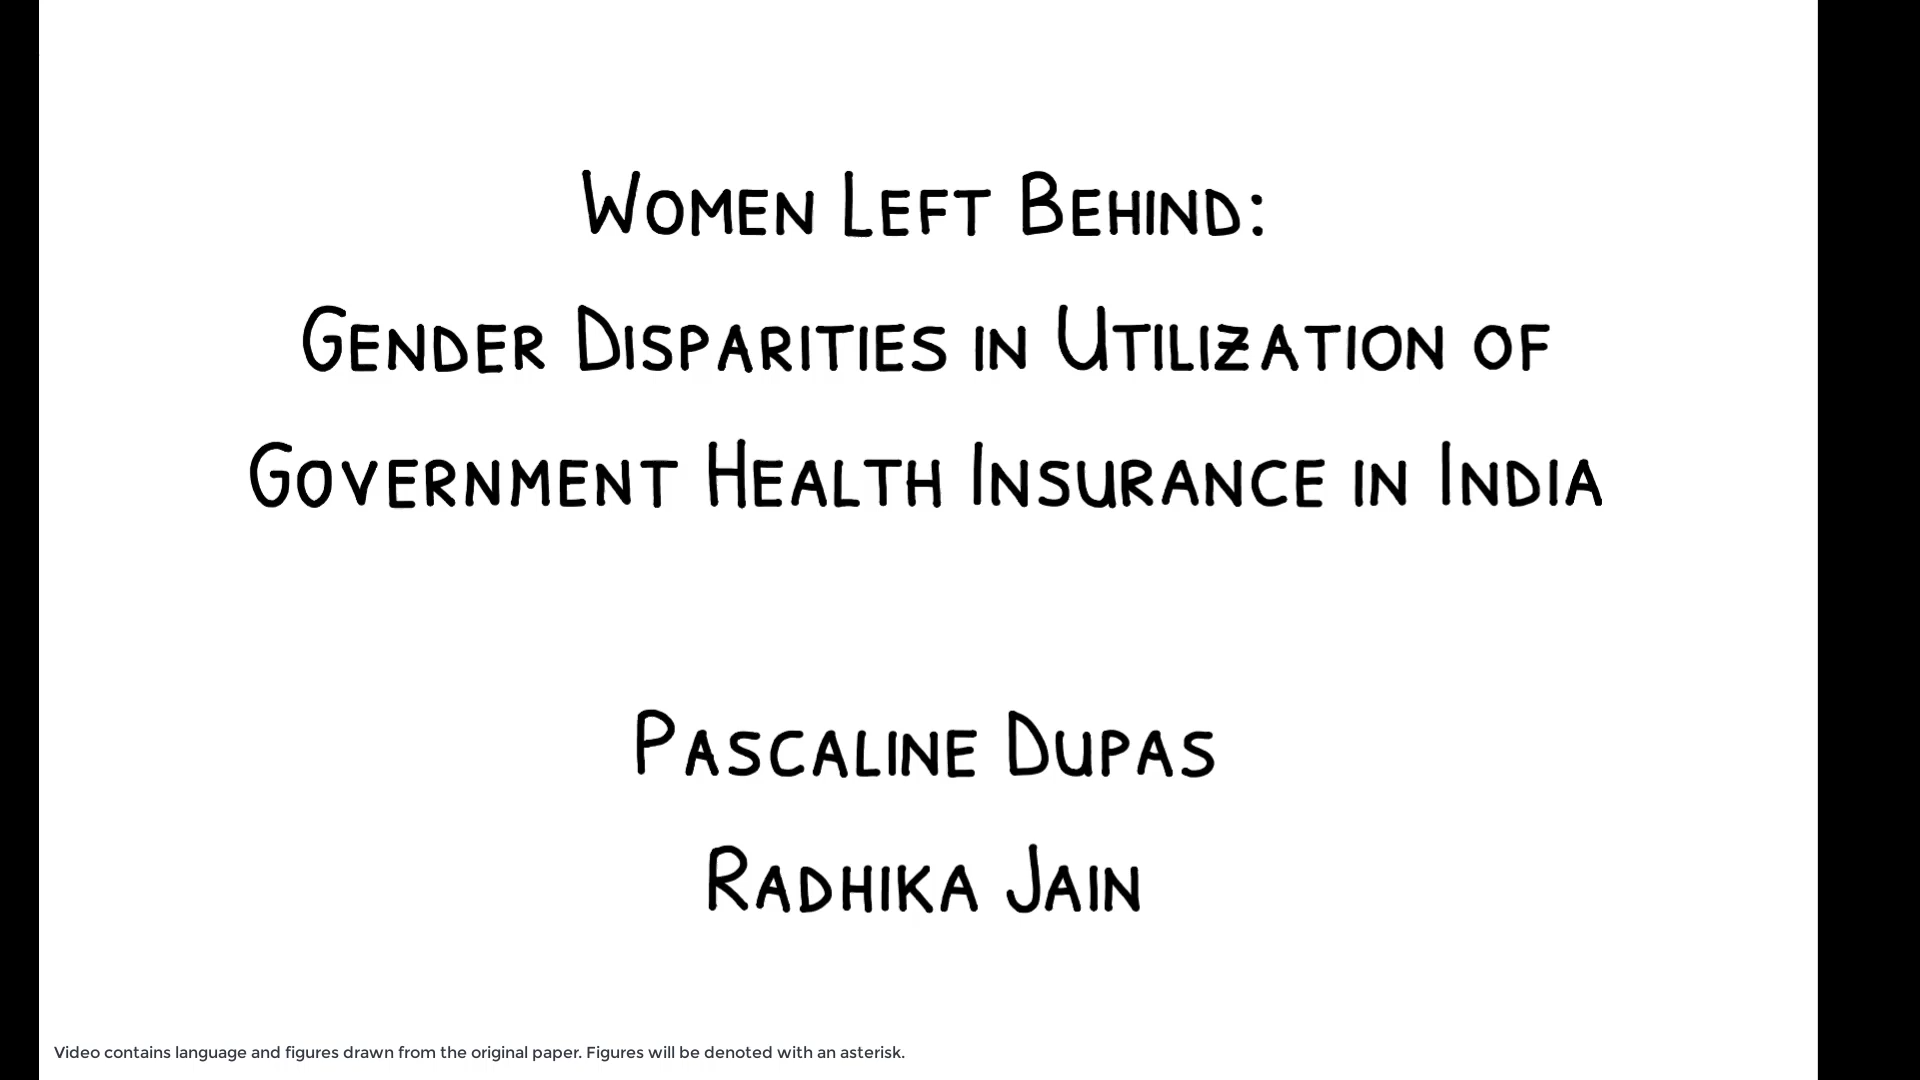 Women Left Behind:
Gender Disparities in Utilization of
Government Health Insurance in India
Pascaline Dupas
Radhika Jain
Video contains language and figures drawn from the original paper. Figures will be denoted with an asterisk.